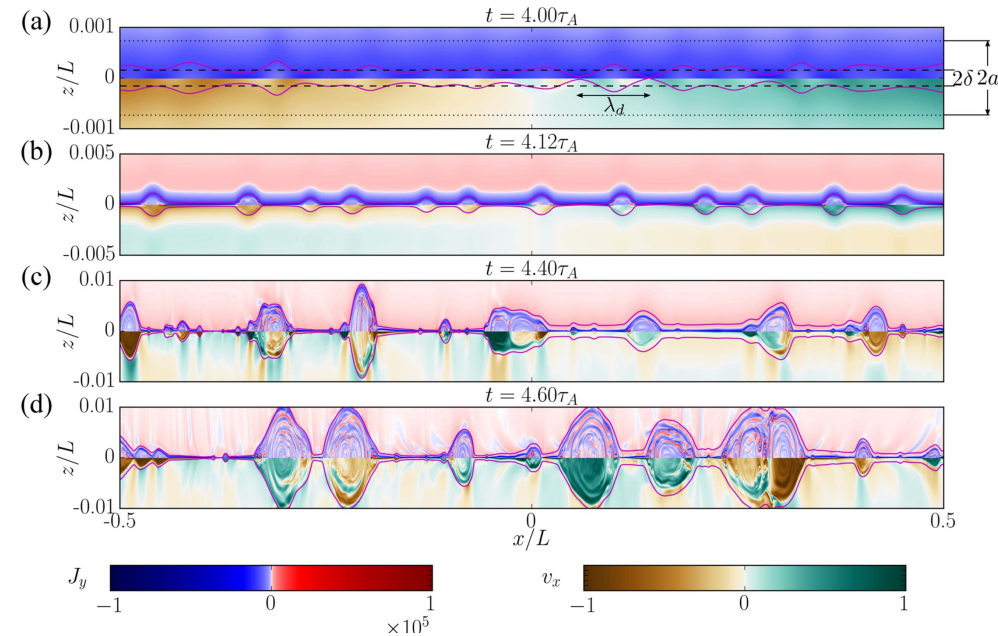 (a)
t = 4.00τ_A
0.001
z/L
0
-0.001
λ_d
2δ 2a
(b)
t = 4.12τ_A
0.005
z/L
0
-0.005
(c)
t = 4.40τ_A
0.01
z/L
0
-0.01
(d)
t = 4.60τ_A
0.01
z/L
0
-0.01
-0.5 0 0.5
x/L
J_y
−1 0 1
×10^5
v_x
−1 0 1